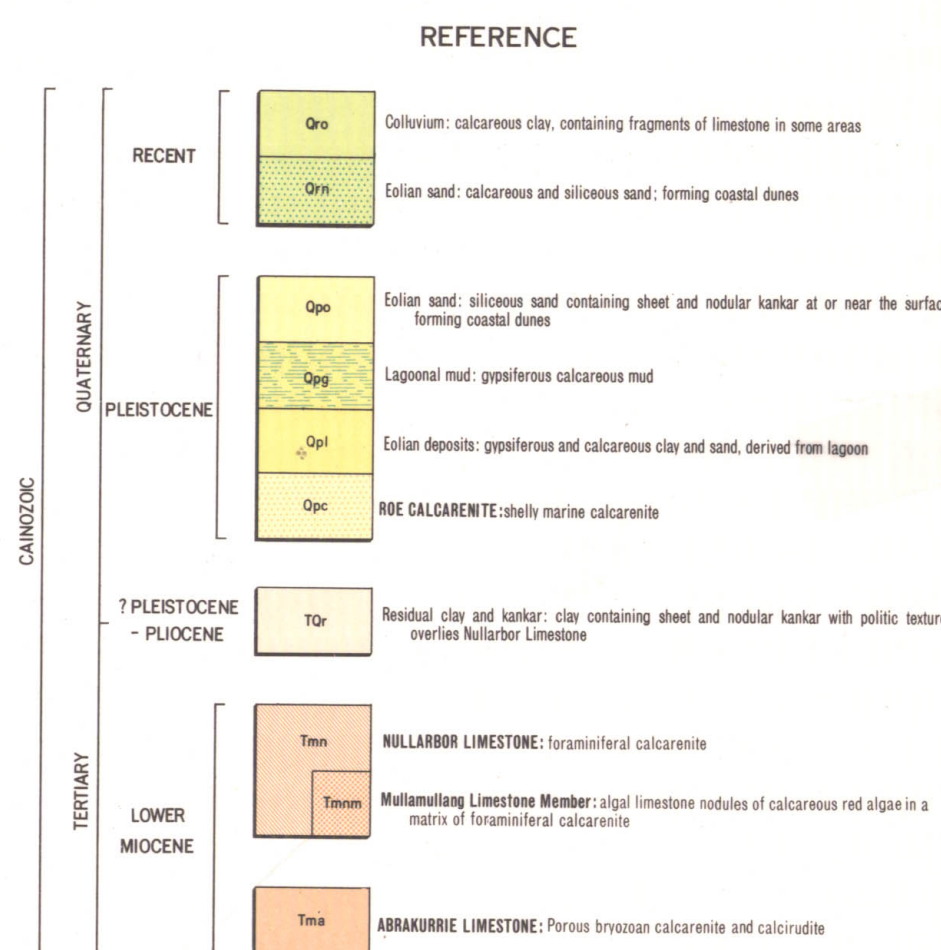 REFERENCE
CAINOZOIC
QUATERNARY
RECENT
Qro
Colluvium: calcareous clay, containing fragments of limestone in some areas
Qrn
Eolian sand: calcareous and siliceous sand; forming coastal dunes
PLEISTOCENE
Qpo
Eolian sand: siliceous sand containing sheet and nodular kankar at or near the surfac
forming coastal dunes
Qpg
Lagoonal mud: gypsiferous calcareous mud
Qpl
Eolian deposits: gypsiferous and calcareous clay and sand, derived from lagoon
Qpc
ROE CALCARENITE: shelly marine calcarenite
? PLEISTOCENE
- PLIOCENE
TQr
Residual clay and kankar: clay containing sheet and nodular kankar with politic texture
overlies Nullarbor Limestone
TERTIARY
LOWER
MIOCENE
Tmn
NULLARBOR LIMESTONE: foraminiferal calcarenite
Tmnm
Mullamullang Limestone Member: algal limestone nodules of calcareous red algae in a
matrix of foraminiferal calcarenite
Tma
ABRAKURRIE LIMESTONE: Porous bryozoan calcarenite and calcirudite